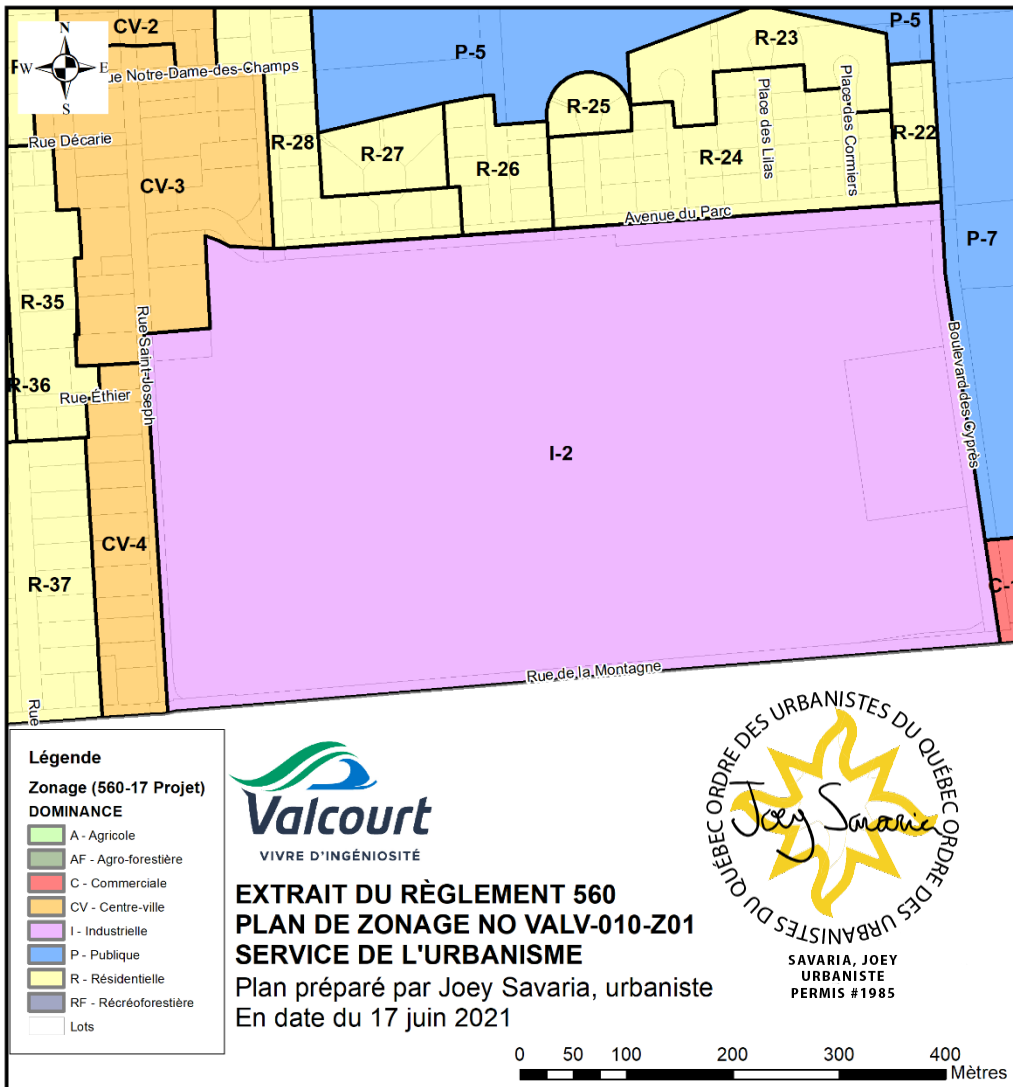 N
W E
S
CV-2
Rue Notre-Dame-des-Champs
P-5
P-5
R-23
Place des Lilas
Place des Cormiers
R-25
R-22
Rue Décarie
R-28
R-27
R-26
R-24
CV-3
Avenue du Parc
P-7
R-35
Rue Saint-Joseph
Boulevard des Cyprès
R-36
Rue Éthier
I-2
CV-4
R-37
Rue de la Montagne
Rue
Légende
Zonage (560-17 Projet)
DOMINANCE
A - Agricole
AF - Agro-forestière
C - Commerciale
CV - Centre-ville
I - Industrielle
P - Publique
R - Résidentielle
RF - Récréoforestière
Lots
Valcourt
VIVRE D'INGÉNIOSITÉ
EXTRAIT DU RÈGLEMENT 560
PLAN DE ZONAGE NO VALV-010-Z01
SERVICE DE L'URBANISME
Plan préparé par Joey Savaria, urbaniste
En date du 17 juin 2021
ORDRE DES URBANISTES DU QUÉBEC ORDRE DES URBANISTES DU QUÉBEC
Joey Savaria
SAVARIA, JOEY
URBANISTE
PERMIS #1985
0 50 100 200 300 400
Mètres